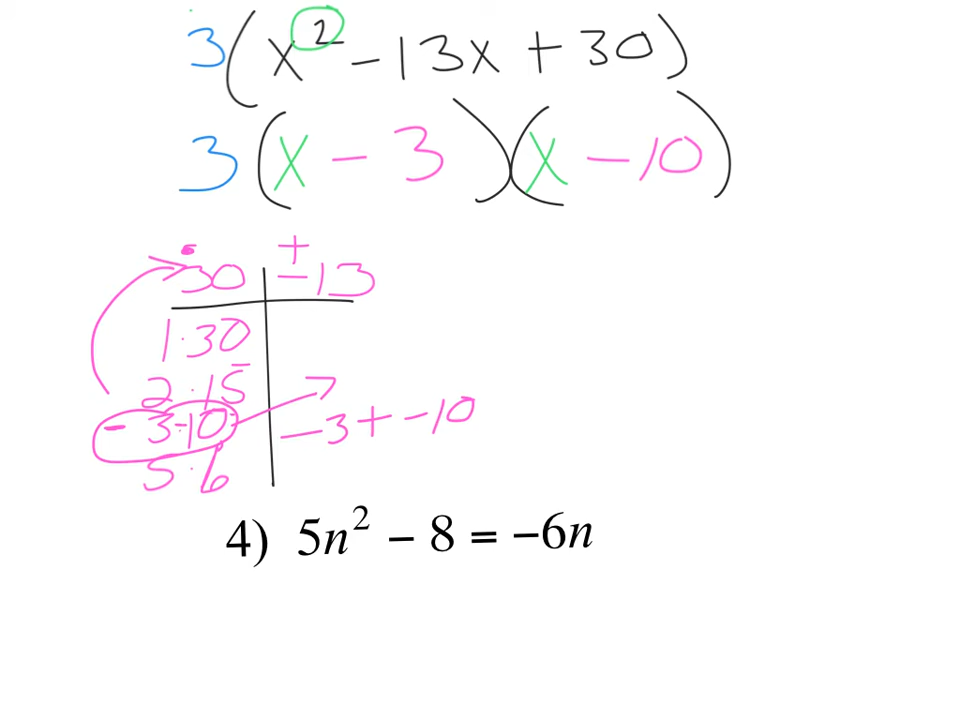 3(x² - 13x + 30)
3(x - 3)(x - 10)
30 | + -13
1·30
2·15
- 3·-10 -3 + -10
5·6
4) 5n² − 8 = −6n